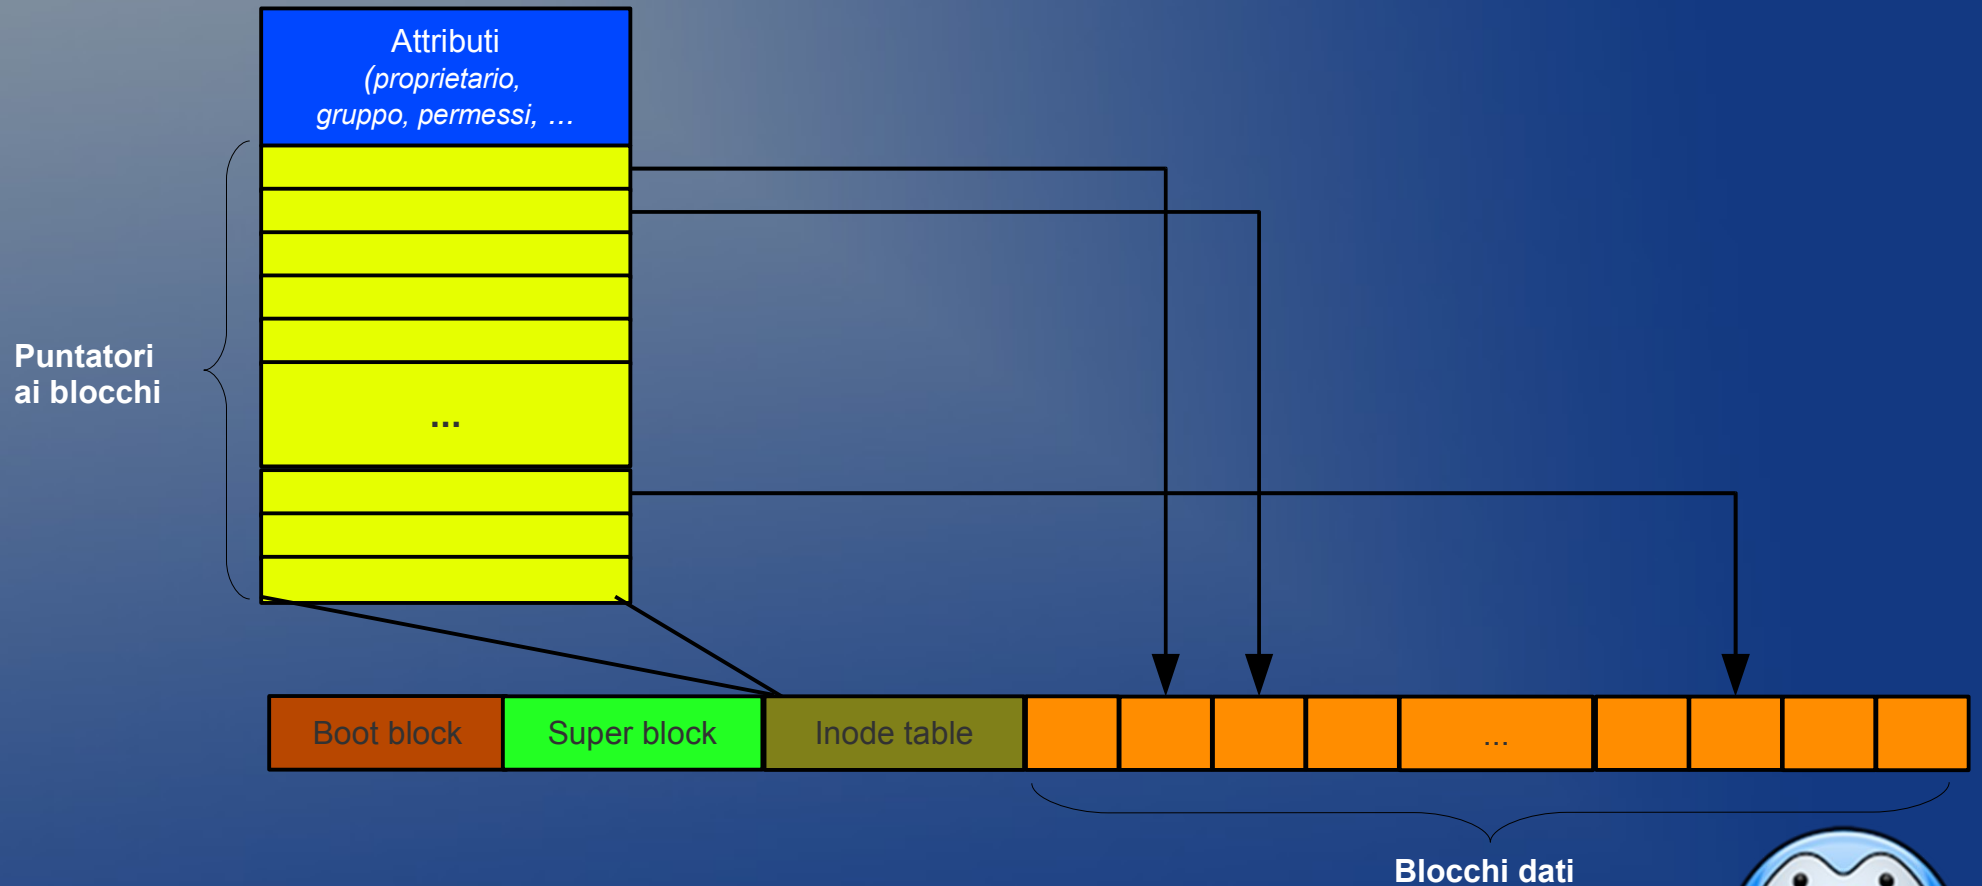 Attributi
(proprietario,
gruppo, permessi, ...
Puntatori
ai blocchi
...
Boot block
Super block
Inode table
...
Blocchi dati